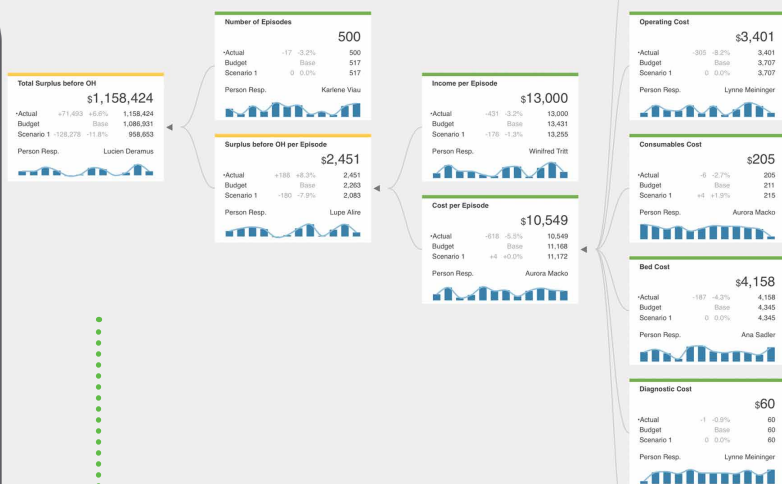 Total Surplus before OH
$1,158,424
•Actual +71,493 +6.6% 1,158,424
Budget Base 1,086,931
Scenario 1 -128,278 -11.8% 958,653
Person Resp. Lucien Deramus
Number of Episodes
500
•Actual -17 -3.2% 500
Budget Base 517
Scenario 1 0 0.0% 517
Person Resp. Karlene Viau
Surplus before OH per Episode
$2,451
•Actual +188 +8.3% 2,451
Budget Base 2,263
Scenario 1 -180 -7.9% 2,083
Person Resp. Lupe Alire
Income per Episode
$13,000
•Actual -431 -3.2% 13,000
Budget Base 13,431
Scenario 1 -176 -1.3% 13,255
Person Resp. Winifred Tritt
Cost per Episode
$10,549
•Actual -618 -5.5% 10,549
Budget Base 11,168
Scenario 1 +4 +0.0% 11,172
Person Resp. Aurora Macko
Operating Cost
$3,401
•Actual -305 -8.2% 3,401
Budget Base 3,707
Scenario 1 0 0.0% 3,707
Person Resp. Lynne Meininger
Consumables Cost
$205
•Actual -6 -2.7% 205
Budget Base 211
Scenario 1 +4 +1.9% 215
Person Resp. Aurora Macko
Bed Cost
$4,158
•Actual -187 -4.3% 4,158
Budget Base 4,345
Scenario 1 0 0.0% 4,345
Person Resp. Ana Sadler
Diagnostic Cost
$60
•Actual -1 -0.8% 60
Budget Base 60
Scenario 1 0 0.0% 60
Person Resp. Lynne Meininger